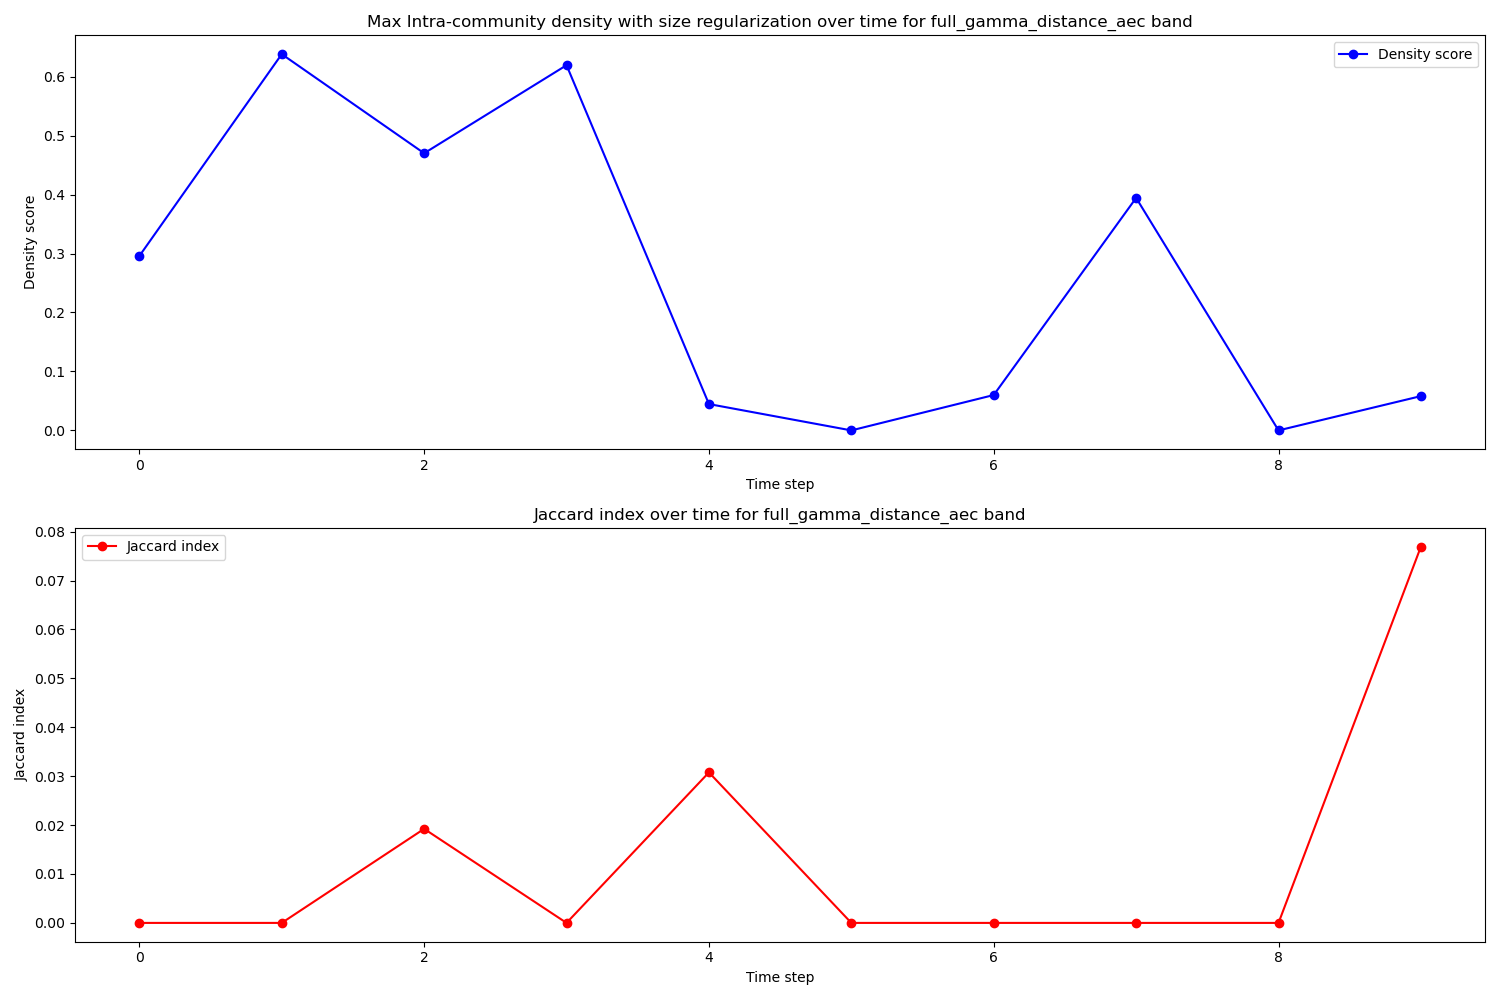 Max Intra-community density with size regularization over time for full_gamma_distance_aec band
Density score
0.6
0.5
0.4
0.3
0.2
0.1
0.0
Density score
0 2 4 6 8
Time step
Jaccard index over time for full_gamma_distance_aec band
Jaccard index
0.08
0.07
0.06
0.05
0.04
0.03
0.02
0.01
0.00
Jaccard index
0 2 4 6 8
Time step